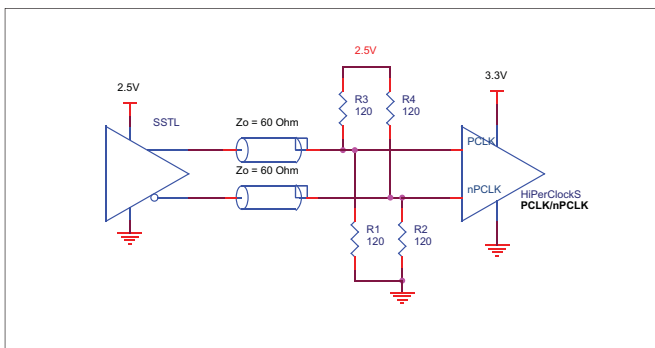 2.5V
2.5V
3.3V
SSTL
Zo = 60 Ohm
R3
120
R4
120
PCLK
Zo = 60 Ohm
nPCLK
HiPerClockS
PCLK/nPCLK
R1
120
R2
120